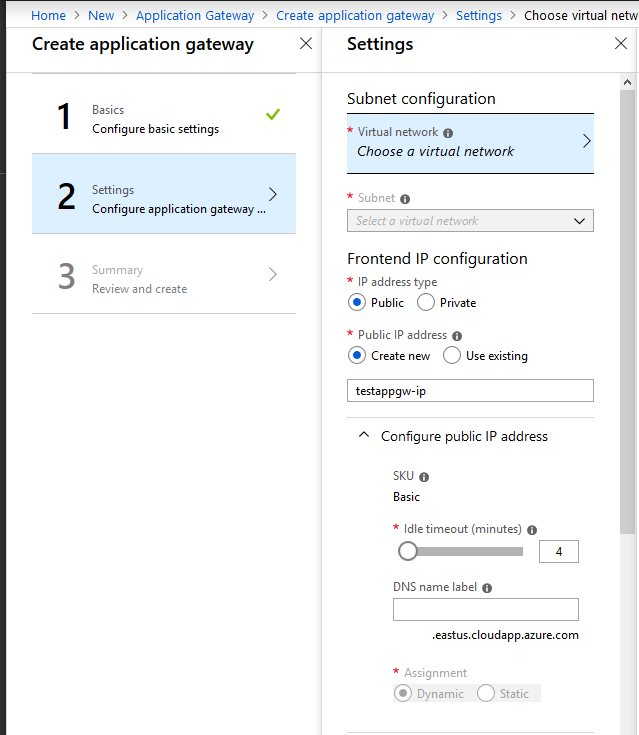 Home > New > Application Gateway > Create application gateway > Settings > Choose virtual netw
Create application gateway
1
Basics
Configure basic settings
2
Settings
Configure application gateway ...
3
Summary
Review and create
Settings
Subnet configuration
* Virtual network
Choose a virtual network
* Subnet
Select a virtual network
Frontend IP configuration
* IP address type
Public Private
* Public IP address
Create new Use existing
testappgw-ip
Configure public IP address
SKU
Basic
* Idle timeout (minutes)
4
DNS name label
.eastus.cloudapp.azure.com
* Assignment
Dynamic Static